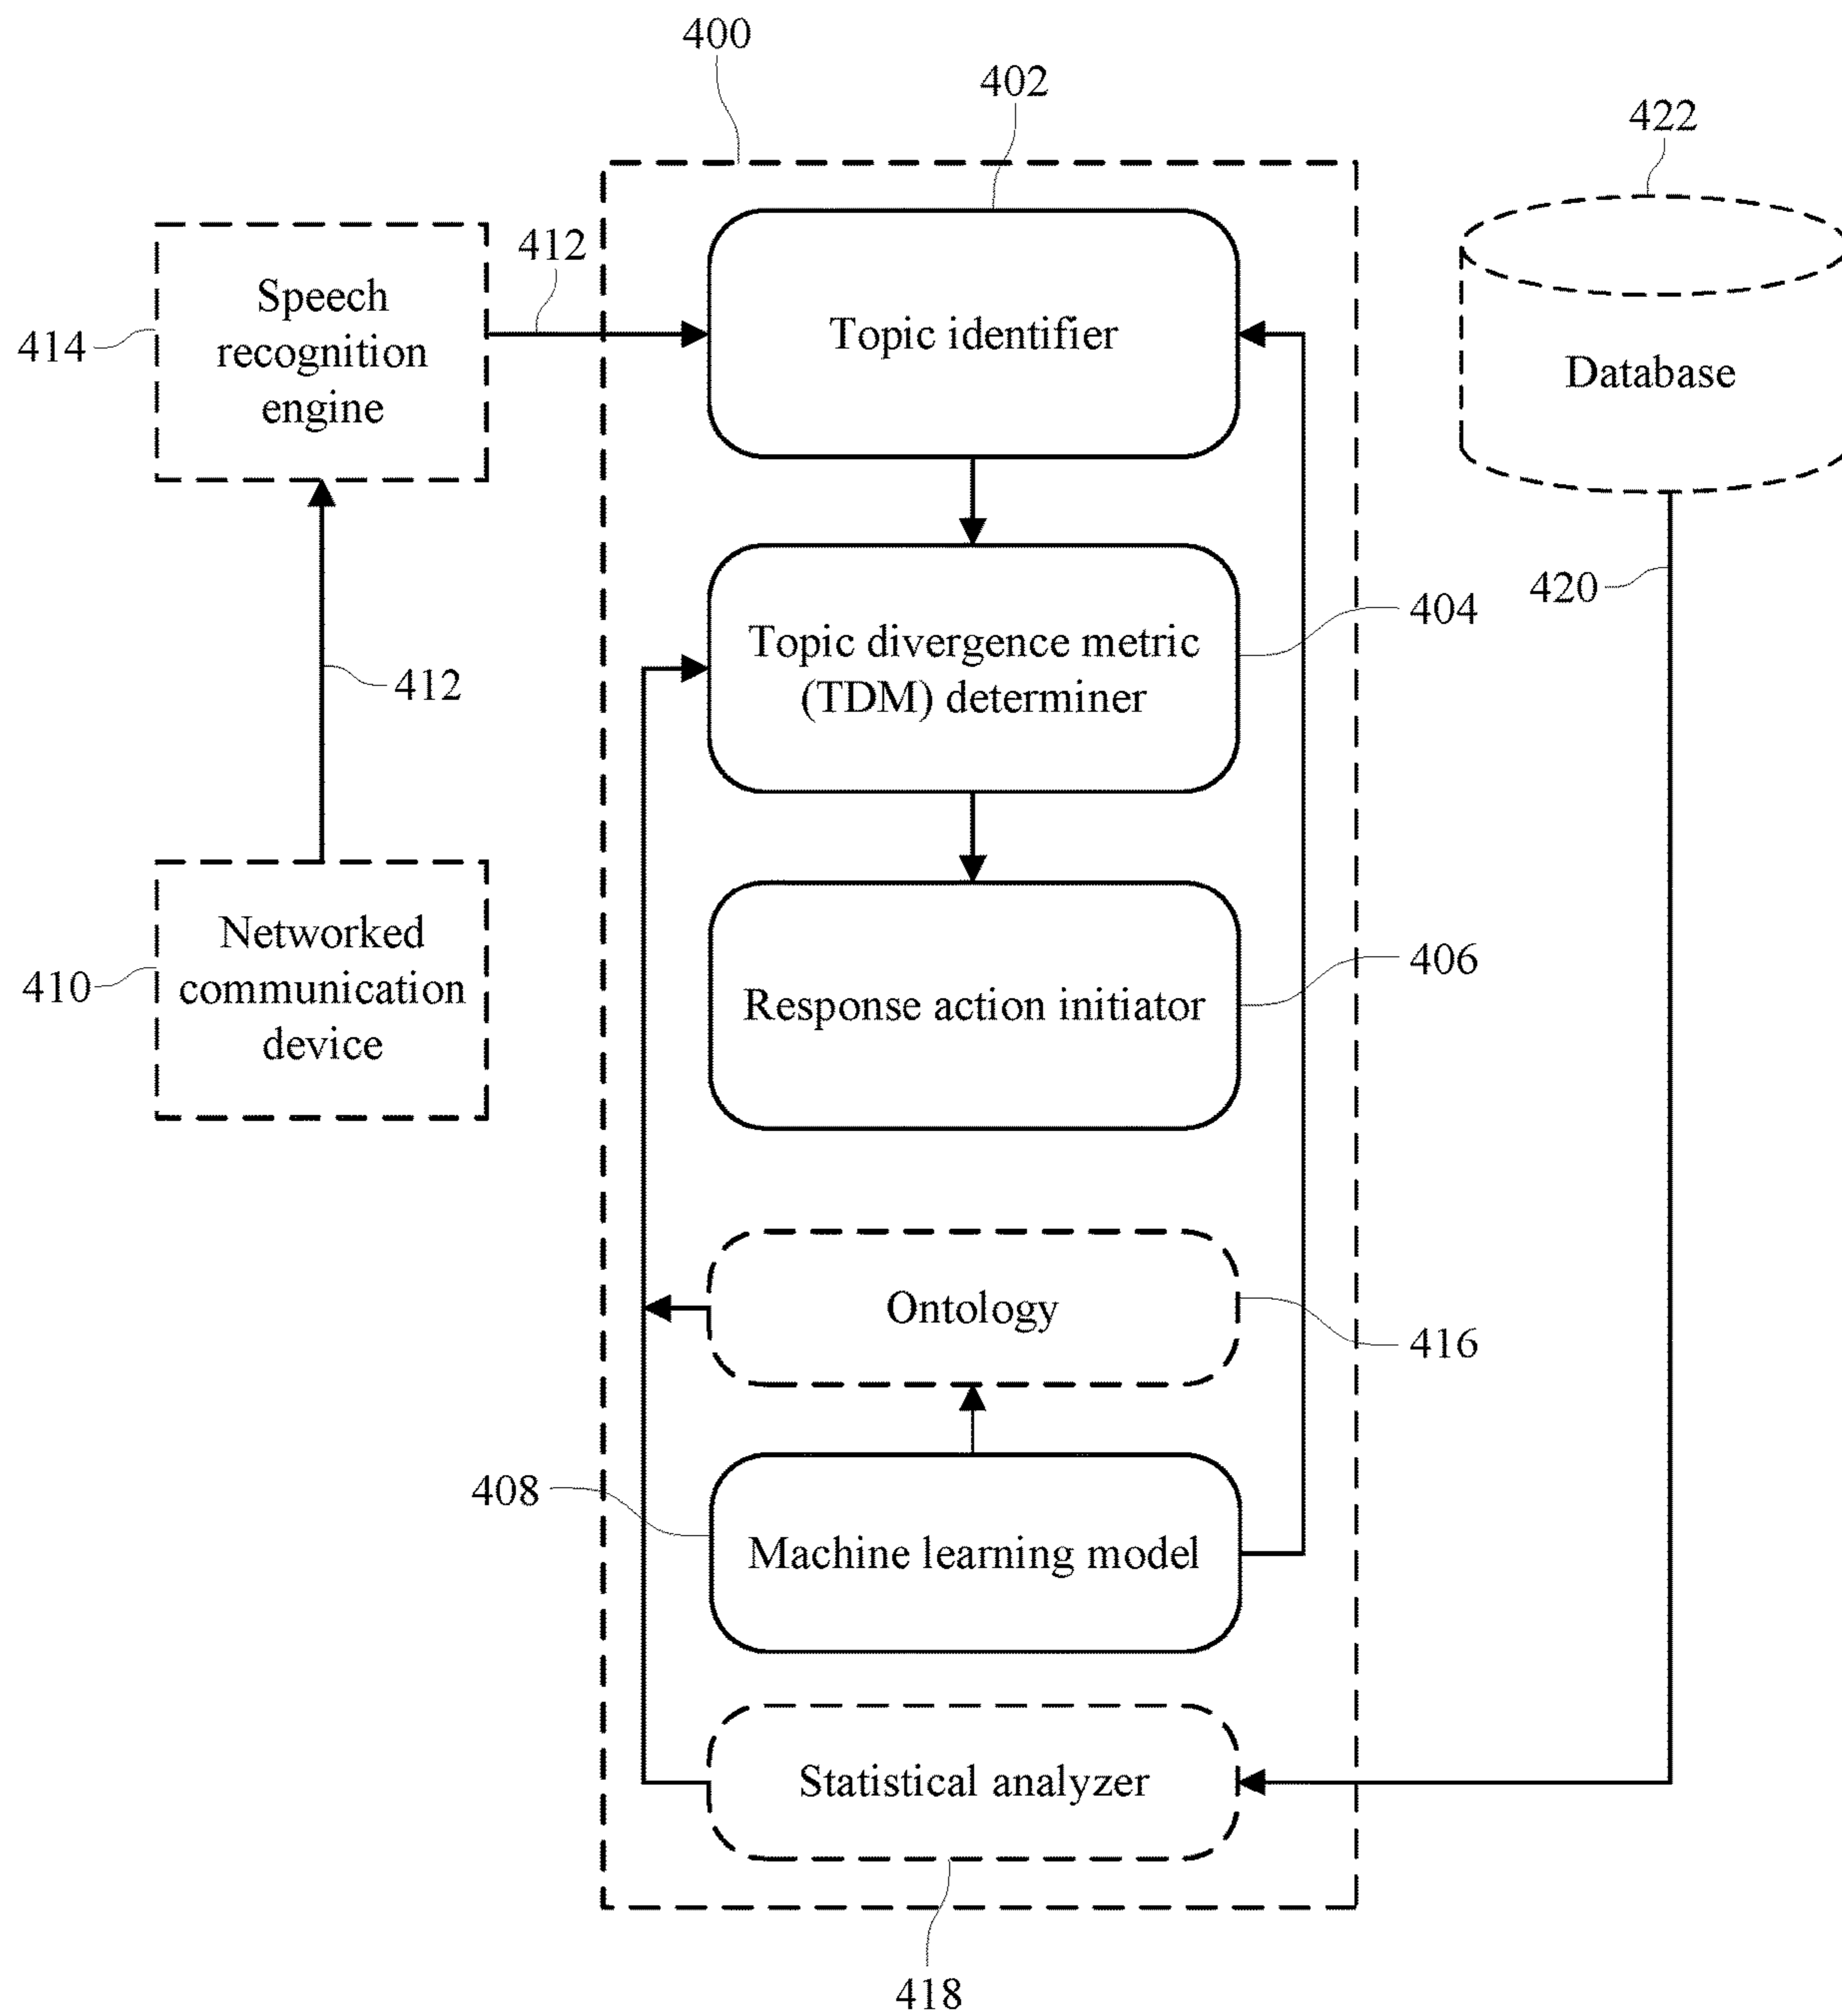 400
402
422
412
Speech
recognition
engine
414
Topic identifier
Database
420
404
Topic divergence metric
(TDM) determiner
412
Networked
communication
device
410
406
Response action initiator
Ontology
416
408
Machine learning model
Statistical analyzer
418